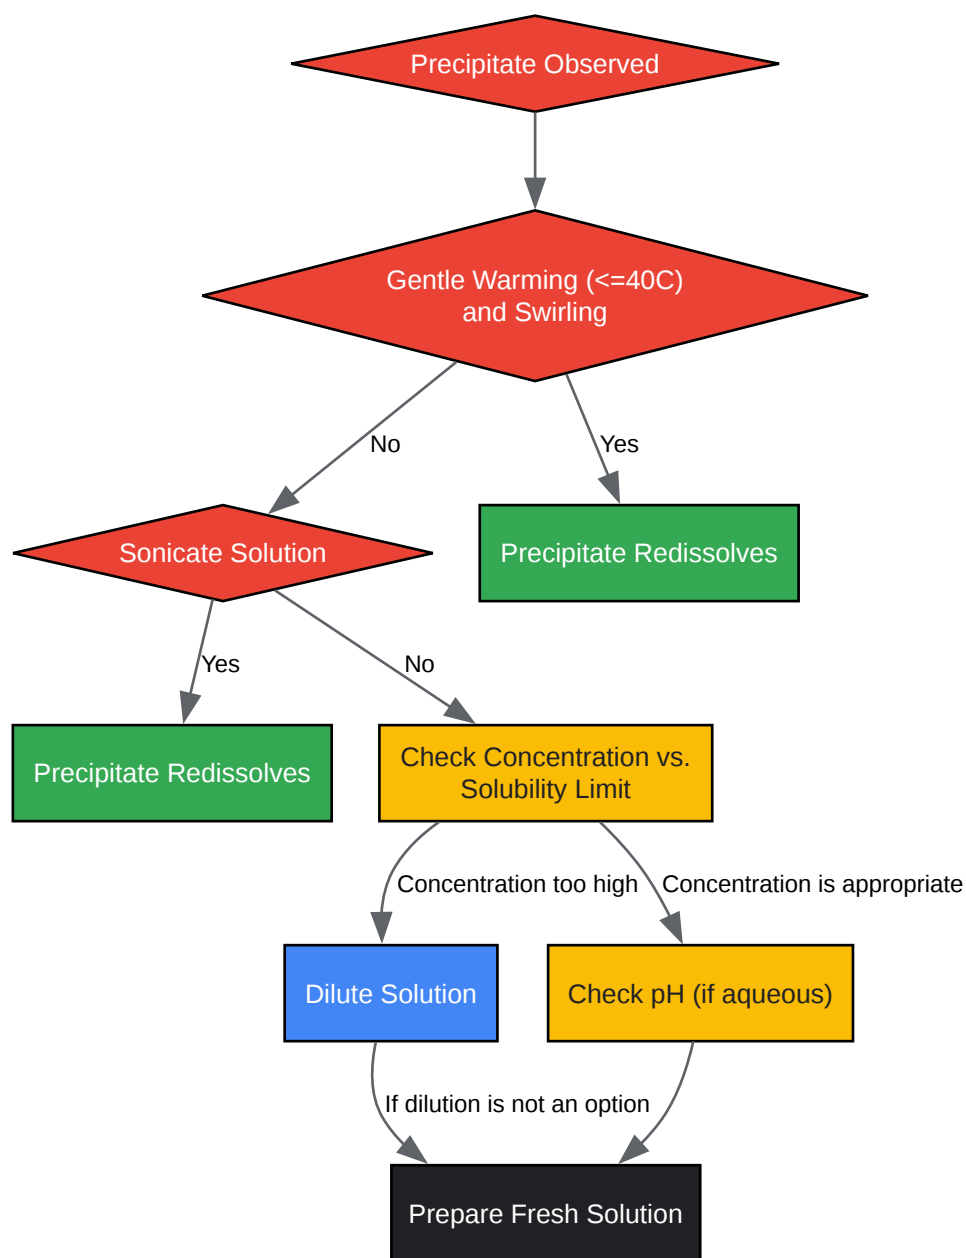 Precipitate Observed
Gentle Warming (<=40C)
and Swirling
No
Yes
Sonicate Solution
Precipitate Redissolves
Yes
No
Precipitate Redissolves
Check Concentration vs.
Solubility Limit
Concentration too high
Concentration is appropriate
Dilute Solution
Check pH (if aqueous)
If dilution is not an option
Prepare Fresh Solution